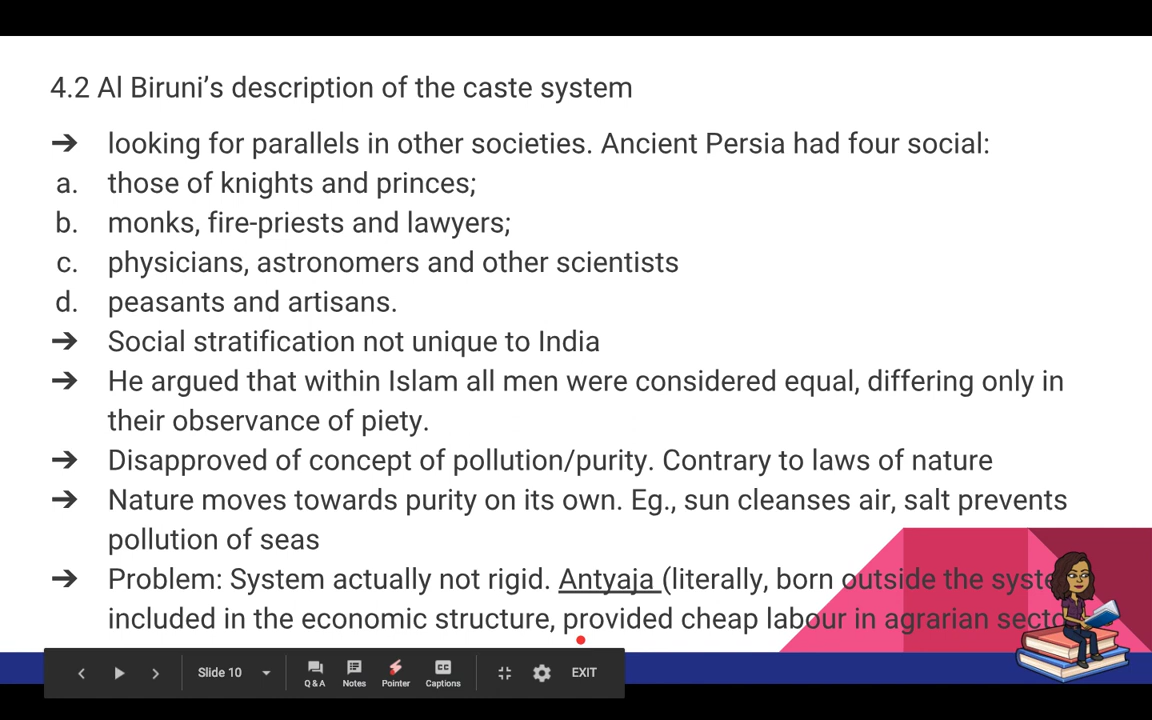 4.2 Al Biruni’s description of the caste system
➔ looking for parallels in other societies. Ancient Persia had four social:
a. those of knights and princes;
b. monks, fire-priests and lawyers;
c. physicians, astronomers and other scientists
d. peasants and artisans.
➔ Social stratification not unique to India
➔ He argued that within Islam all men were considered equal, differing only in
their observance of piety.
➔ Disapproved of concept of pollution/purity. Contrary to laws of nature
➔ Nature moves towards purity on its own. Eg., sun cleanses air, salt prevents
pollution of seas
➔ Problem: System actually not rigid. Antyaja (literally, born outside the
included in the economic structure, provided cheap labour in agrarian
Slide 10
Q & A
Notes
Pointer
CC
Captions
EXIT